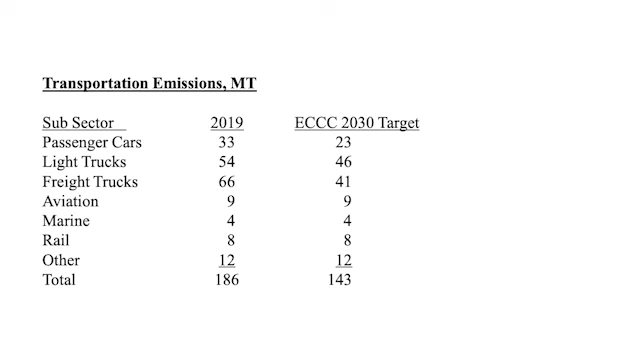 Transportation Emissions, MT
Sub Sector 2019 ECCC 2030 Target
Passenger Cars 33 23
Light Trucks 54 46
Freight Trucks 66 41
Aviation 9 9
Marine 4 4
Rail 8 8
Other 12 12
Total 186 143